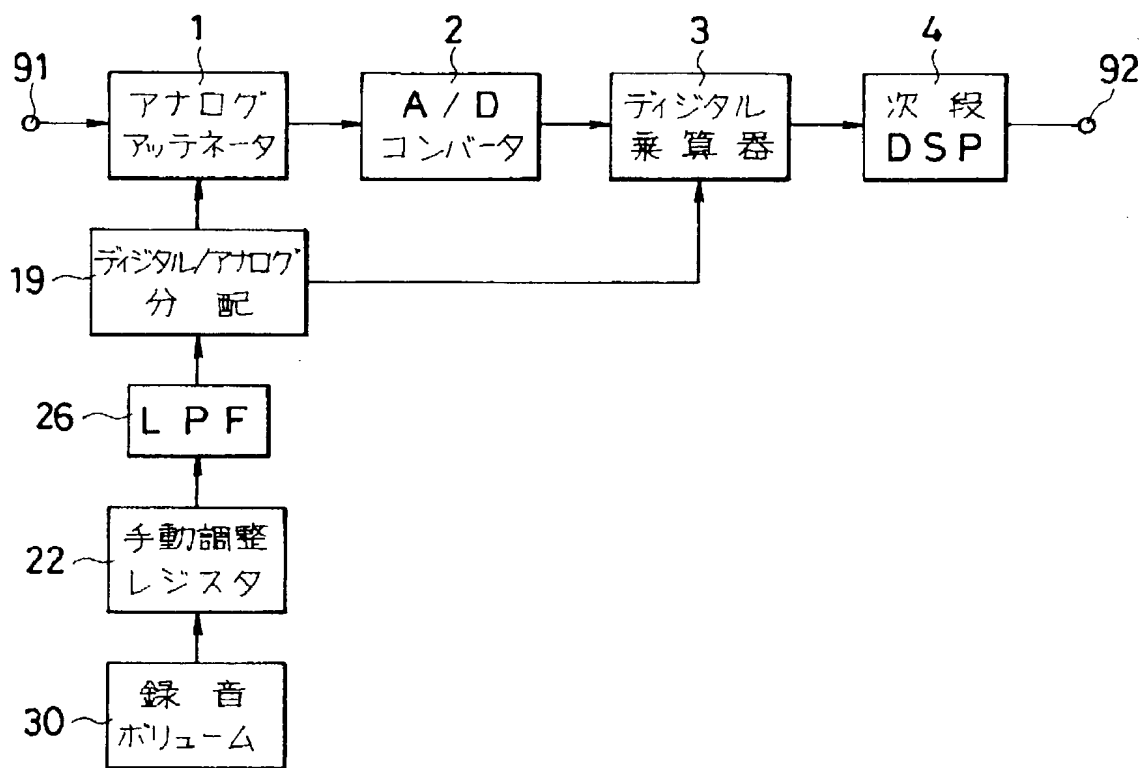 1
2
3
4
91
92
アナログ
アッテネータ
A/D
コンバータ
ディジタル
乗算器
次段
DSP
19
ディジタル/アナログ
分配
26
LPF
22
手動調整
レジスタ
30
録音
ボリューム